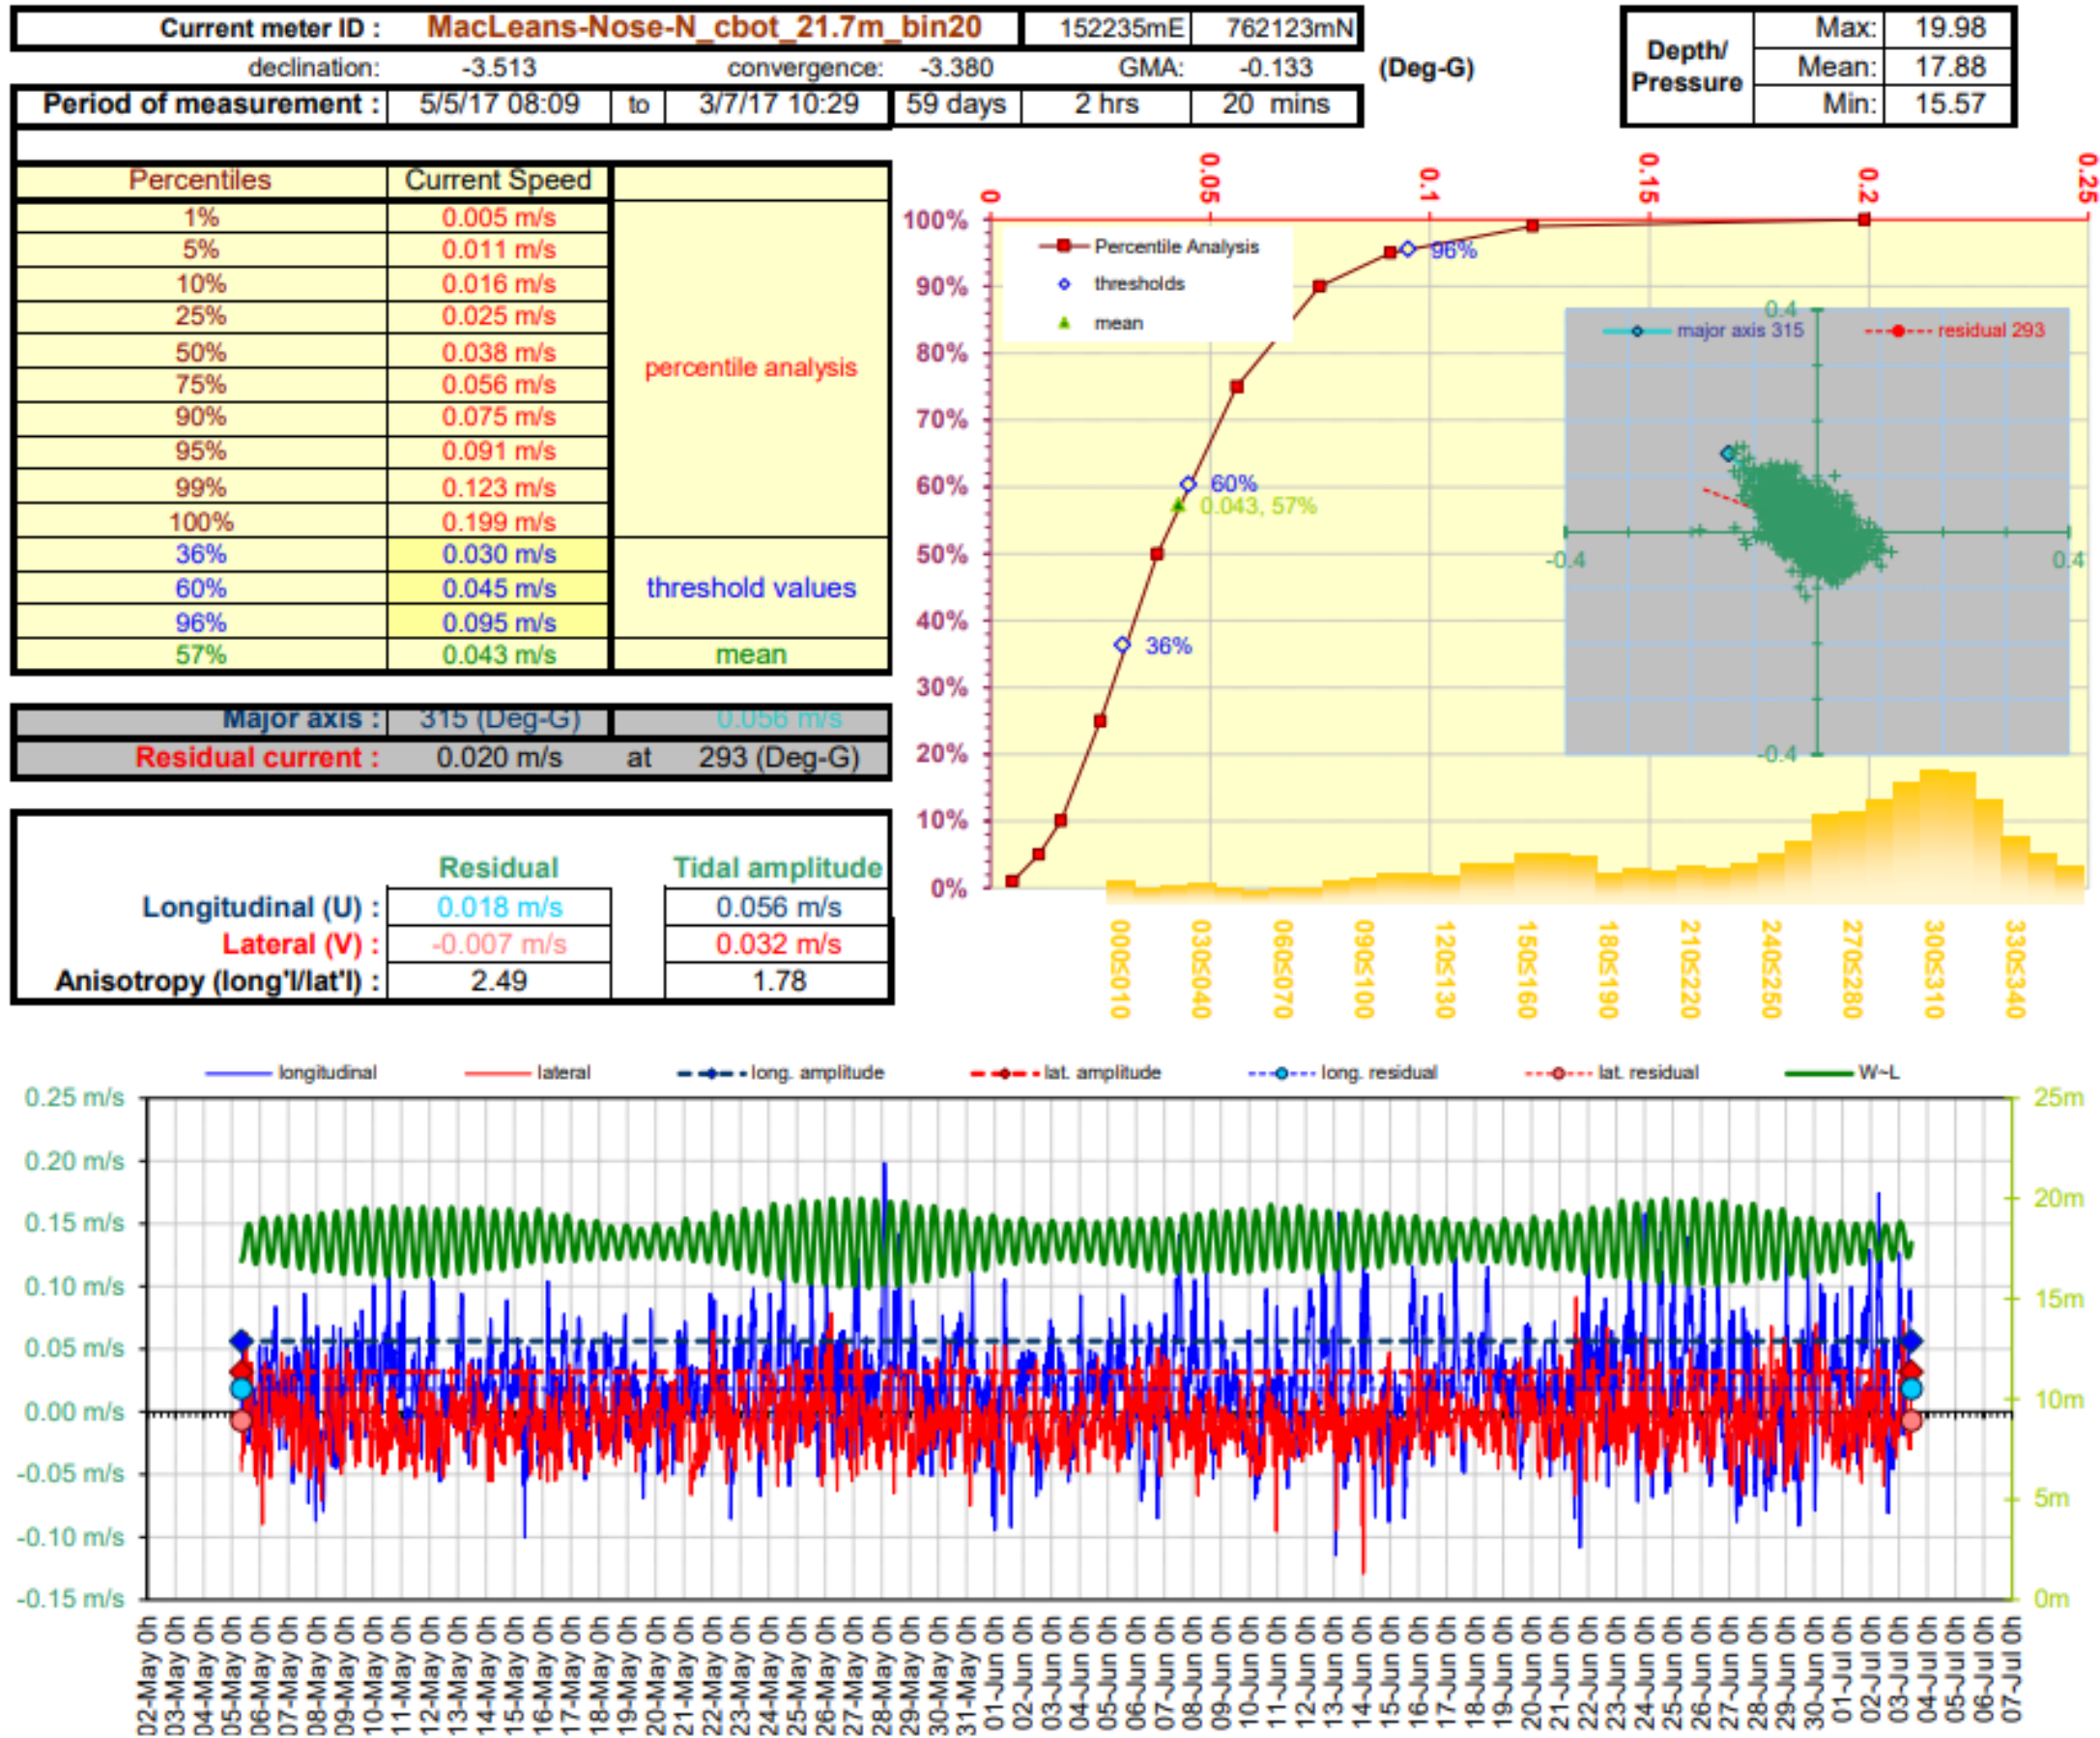 Current meter ID : MacLeans-Nose-N_cbot_21.7m_bin20 152235mE 762123mN
declination: -3.513 convergence: -3.380 GMA: -0.133 (Deg-G)
Period of measurement : 5/5/17 08:09 to 3/7/17 10:29 59 days 2 hrs 20 mins
Depth/
Pressure
Max: 19.98
Mean: 17.88
Min: 15.57
Percentiles Current Speed
1% 0.005 m/s
5% 0.011 m/s
10% 0.016 m/s
25% 0.025 m/s
50% 0.038 m/s
75% 0.056 m/s
90% 0.075 m/s
95% 0.091 m/s
99% 0.123 m/s
100% 0.199 m/s
percentile analysis
36% 0.030 m/s
60% 0.045 m/s
96% 0.095 m/s
threshold values
57% 0.043 m/s mean
Major axis : 315 (Deg-G) 0.056 m/s
Residual current : 0.020 m/s at 293 (Deg-G)
Residual Tidal amplitude
Longitudinal (U) : 0.018 m/s 0.056 m/s
Lateral (V) : -0.007 m/s 0.032 m/s
Anisotropy (long'l/lat'l) : 2.49 1.78
0 0.05 0.1 0.15 0.2 0.25
100%
90%
80%
70%
60%
50%
40%
30%
20%
10%
0%
Percentile Analysis
thresholds
mean
96%
60%
0.043, 57%
36%
0.4
major axis 315 residual 293
-0.4 0.4
-0.4
000≤010 030≤040 060≤070 090≤100 120≤130 150≤160 180≤190 210≤220 240≤250 270≤280 300≤310 330≤340
longitudinal lateral long. amplitude lat. amplitude long. residual lat. residual W~L
0.25 m/s
0.20 m/s
0.15 m/s
0.10 m/s
0.05 m/s
0.00 m/s
-0.05 m/s
-0.10 m/s
-0.15 m/s
25m
20m
15m
10m
5m
0m
02-May 0h
03-May 0h
04-May 0h
05-May 0h
06-May 0h
07-May 0h
08-May 0h
09-May 0h
10-May 0h
11-May 0h
12-May 0h
13-May 0h
14-May 0h
15-May 0h
16-May 0h
17-May 0h
18-May 0h
19-May 0h
20-May 0h
21-May 0h
22-May 0h
23-May 0h
24-May 0h
25-May 0h
26-May 0h
27-May 0h
28-May 0h
29-May 0h
30-May 0h
31-May 0h
01-Jun 0h
02-Jun 0h
03-Jun 0h
04-Jun 0h
05-Jun 0h
06-Jun 0h
07-Jun 0h
08-Jun 0h
09-Jun 0h
10-Jun 0h
11-Jun 0h
12-Jun 0h
13-Jun 0h
14-Jun 0h
15-Jun 0h
16-Jun 0h
17-Jun 0h
18-Jun 0h
19-Jun 0h
20-Jun 0h
21-Jun 0h
22-Jun 0h
23-Jun 0h
24-Jun 0h
25-Jun 0h
26-Jun 0h
27-Jun 0h
28-Jun 0h
29-Jun 0h
30-Jun 0h
01-Jul 0h
02-Jul 0h
03-Jul 0h
04-Jul 0h
05-Jul 0h
06-Jul 0h
07-Jul 0h